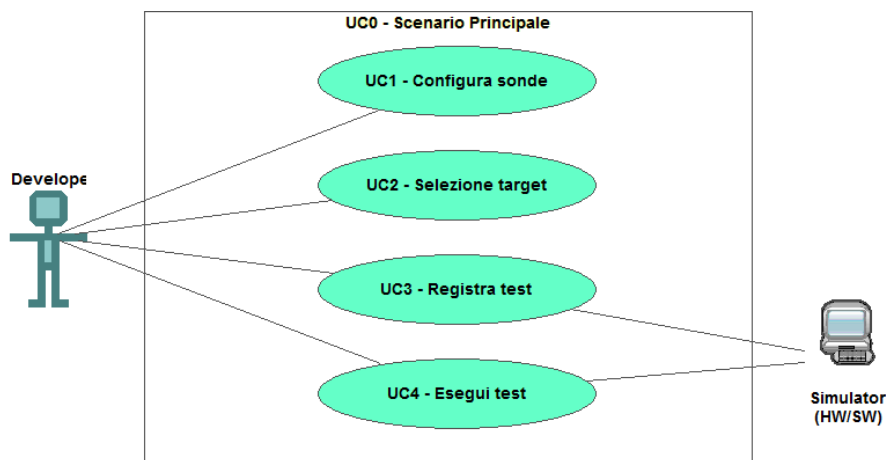 UC0 - Scenario Principale
UC1 - Configura sonde
Develope
UC2 - Selezione target
UC3 - Registra test
UC4 - Esegui test
Simulator
(HW/SW)